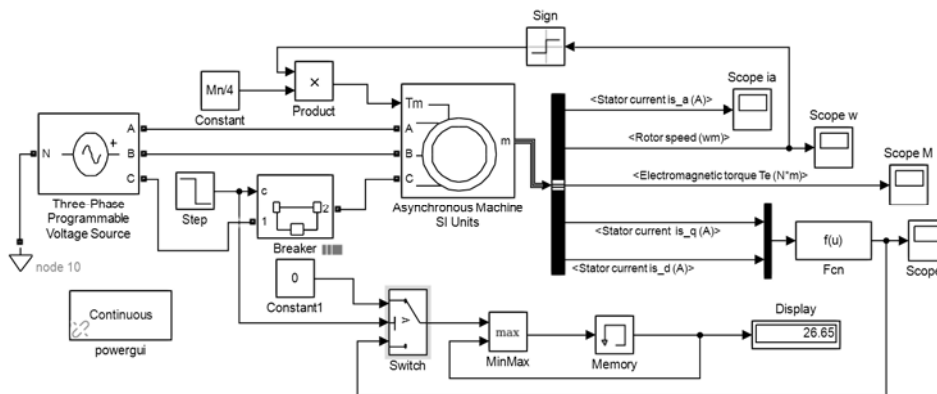 Sign
Mn/4
Constant
×
Product
Scope ia
<Stator current is_a (A)>
Tm
A
B
C
m
Asynchronous Machine
SI Units
<Rotor speed (wm)>
Scope w
Scope M
<Electromagnetic torque Te (N*m)>
N
+
A
B
C
Three-Phase
Programmable
Voltage Source
node 10
Step
c
1
2
Breaker
<Stator current is_q (A)>
<Stator current is_d (A)>
f(u)
Fcn
Scope
0
Constant1
Continuous
powergui
>
Switch
max
MinMax
Memory
Display
26.65